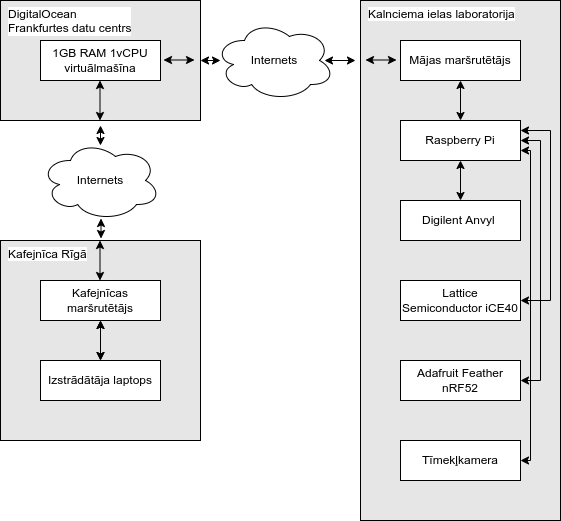 DigitalOcean
Frankfurtes datu centrs
1GB RAM 1vCPU
virtuālmašīna
Internets
Internets
Kafejnīca Rīgā
Kafejnīcas
maršrutētājs
Izstrādātāja laptops
Kalnciema ielas laboratorija
Mājas maršrutētājs
Raspberry Pi
Digilent Anvyl
Lattice
Semiconductor iCE40
Adafruit Feather
nRF52
Tīmekļkamera